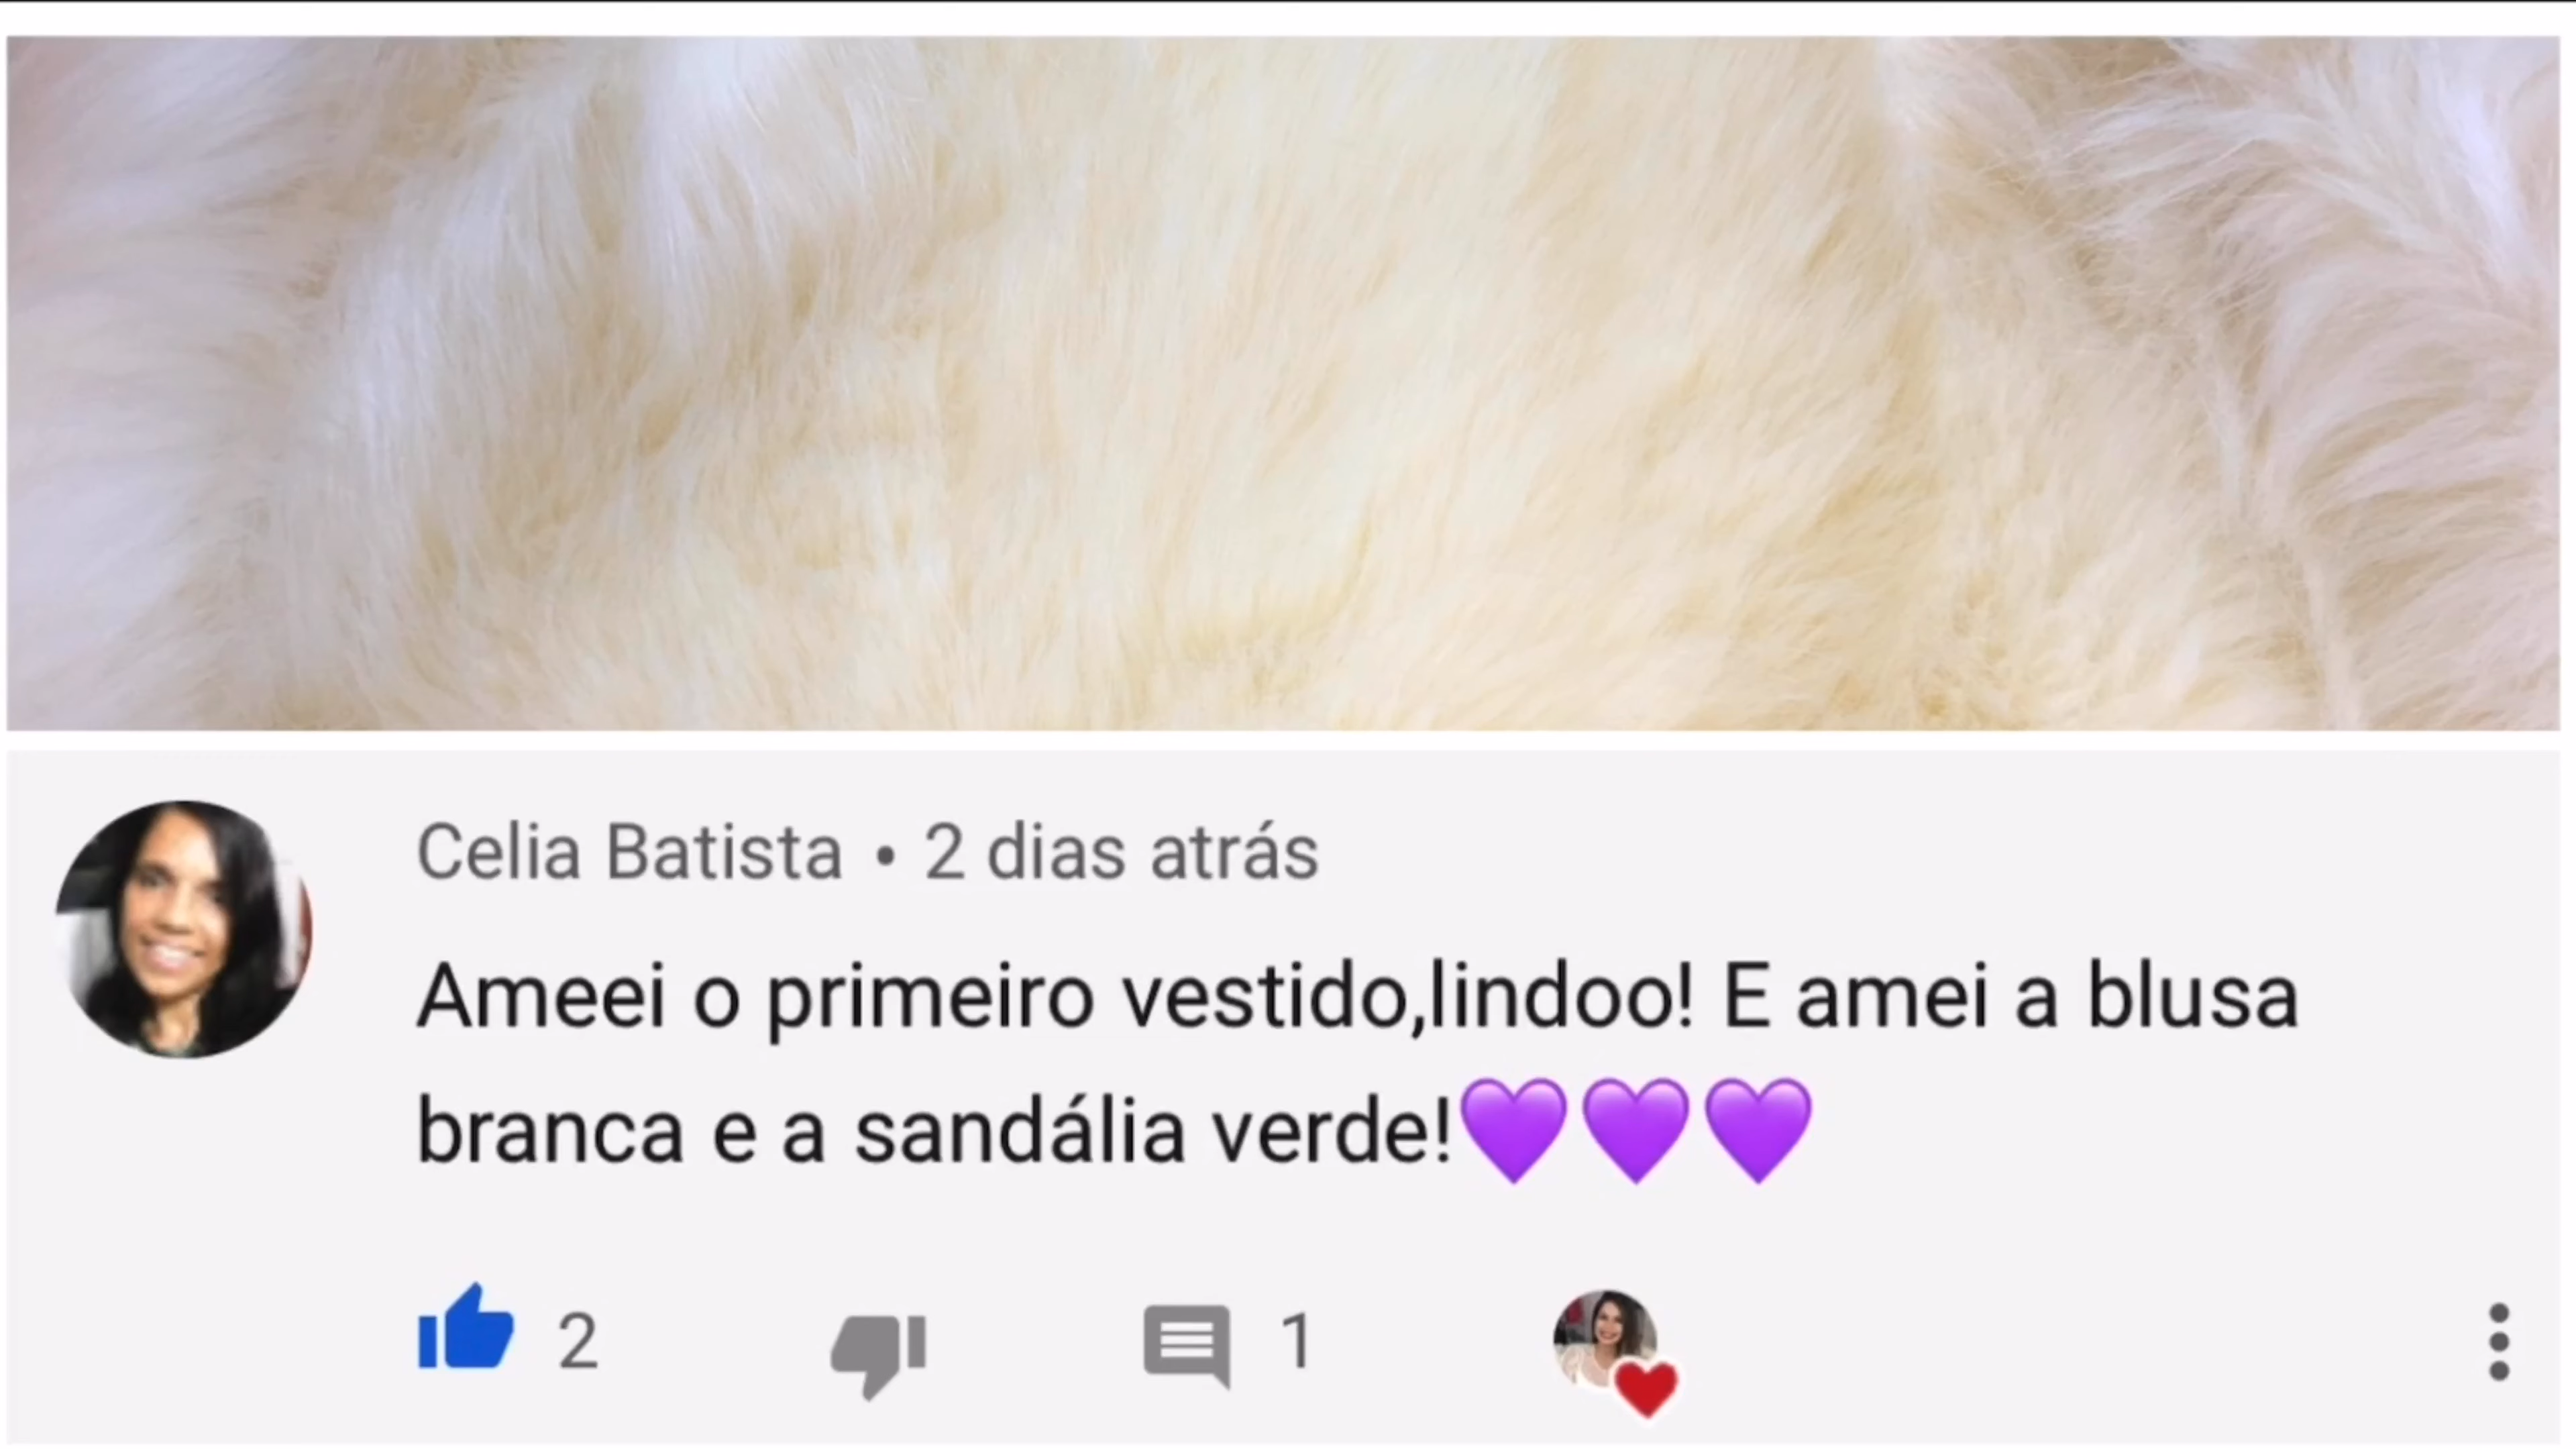 Celia Batista • 2 dias atrás
Ameei o primeiro vestido,lindoo! E amei a blusa
branca e a sandália verde!💜💜💜
2 1